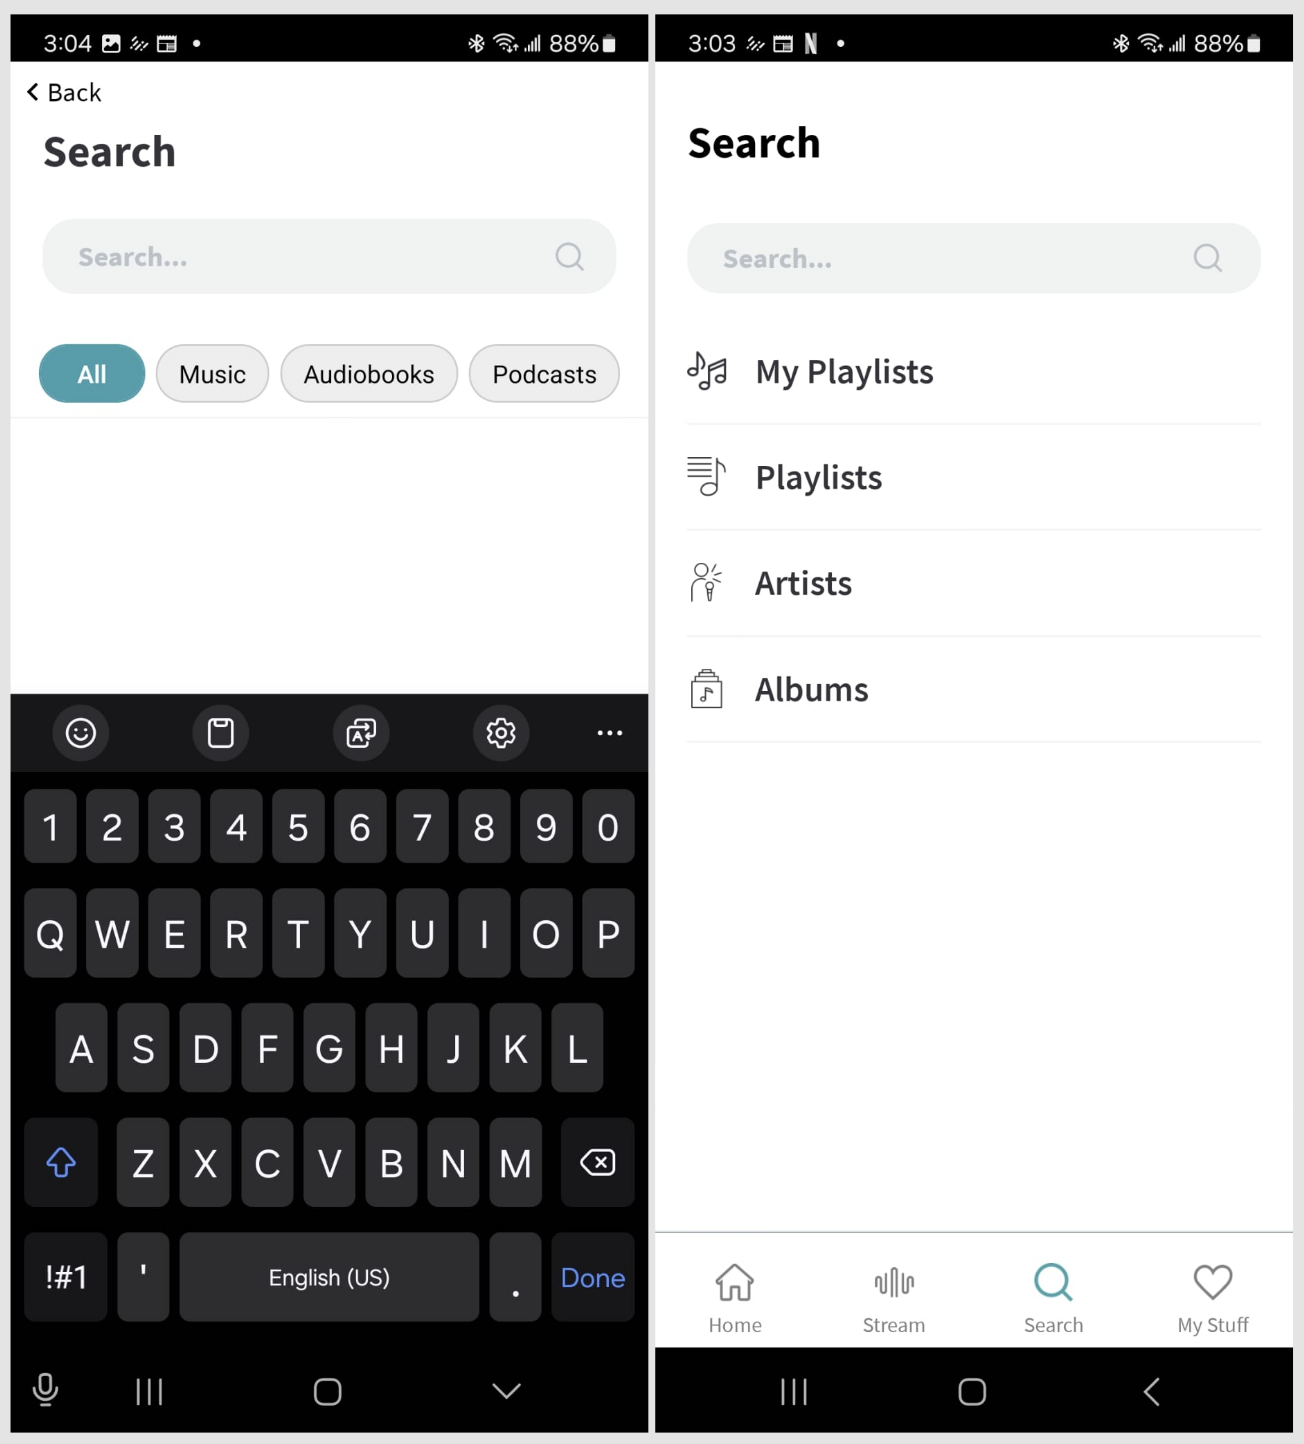 3:04 88%
Back
Search
Search...
All Music Audiobooks Podcasts
1 2 3 4 5 6 7 8 9 0
Q W E R T Y U I O P
A S D F G H J K L
Z X C V B N M
!#1 ' English (US) . Done
3:03 N 88%
Search
Search...
My Playlists
Playlists
Artists
Albums
Home Stream Search My Stuff